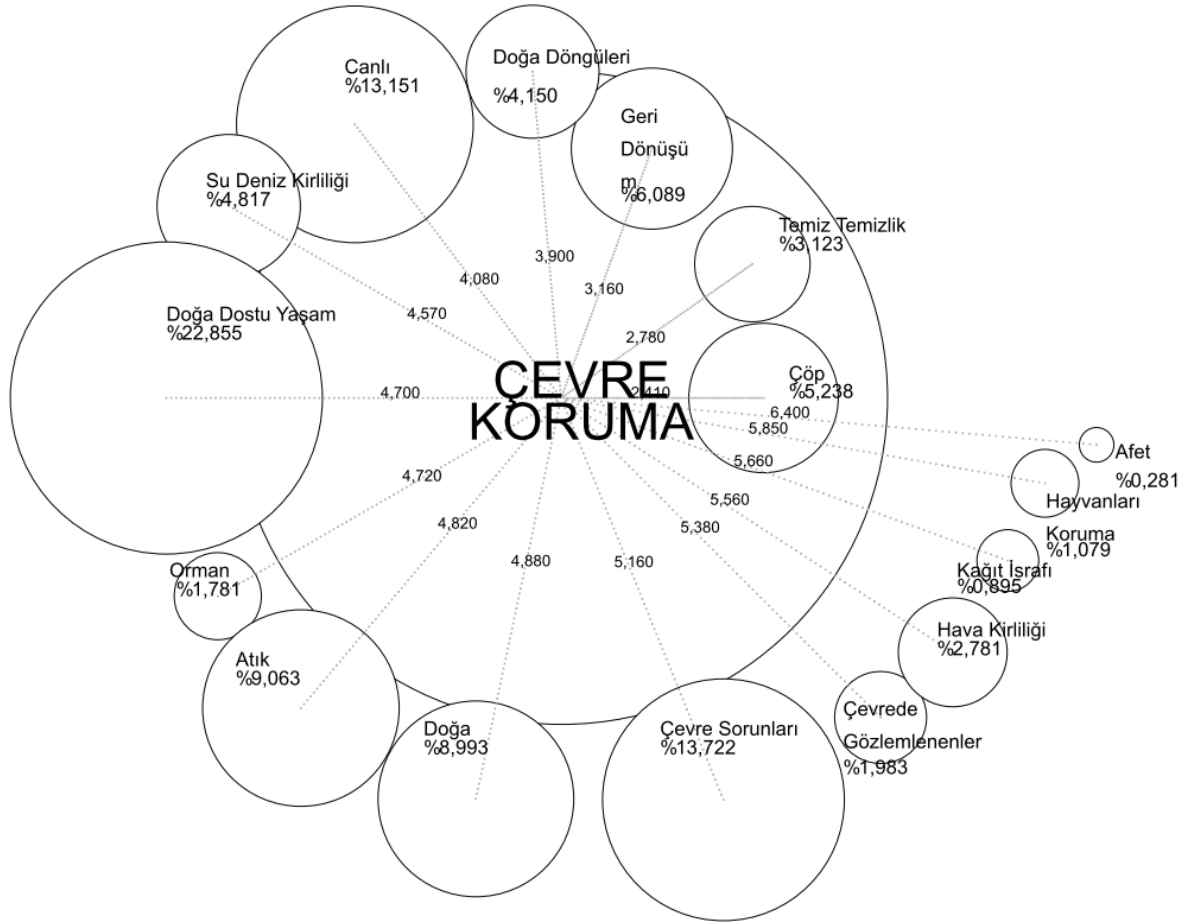 Doğa Döngüleri
%4,150
Canlı
%13,151
Geri
Dönüşü
m
%6,089
Su Deniz Kirliliği
%4,817
Temiz Temizlik
%3,123
3,900
4,080
3,160
4,570
Doğa Dostu Yaşam
%22,855
2,780
ÇEVRE
KORUMA
4,700
2,410
Çöp
%5,238
6,400
5,850
5,660
Afet
%0,281
Hayvanları
Koruma
%1,079
4,720
5,560
4,820
5,380
4,880
5,160
Orman
%1,781
Kağıt İsrafı
%0,895
Hava Kirliliği
%2,781
Atık
%9,063
Doğa
%8,993
Çevre Sorunları
%13,722
Çevrede
Gözlemlenenler
%1,983